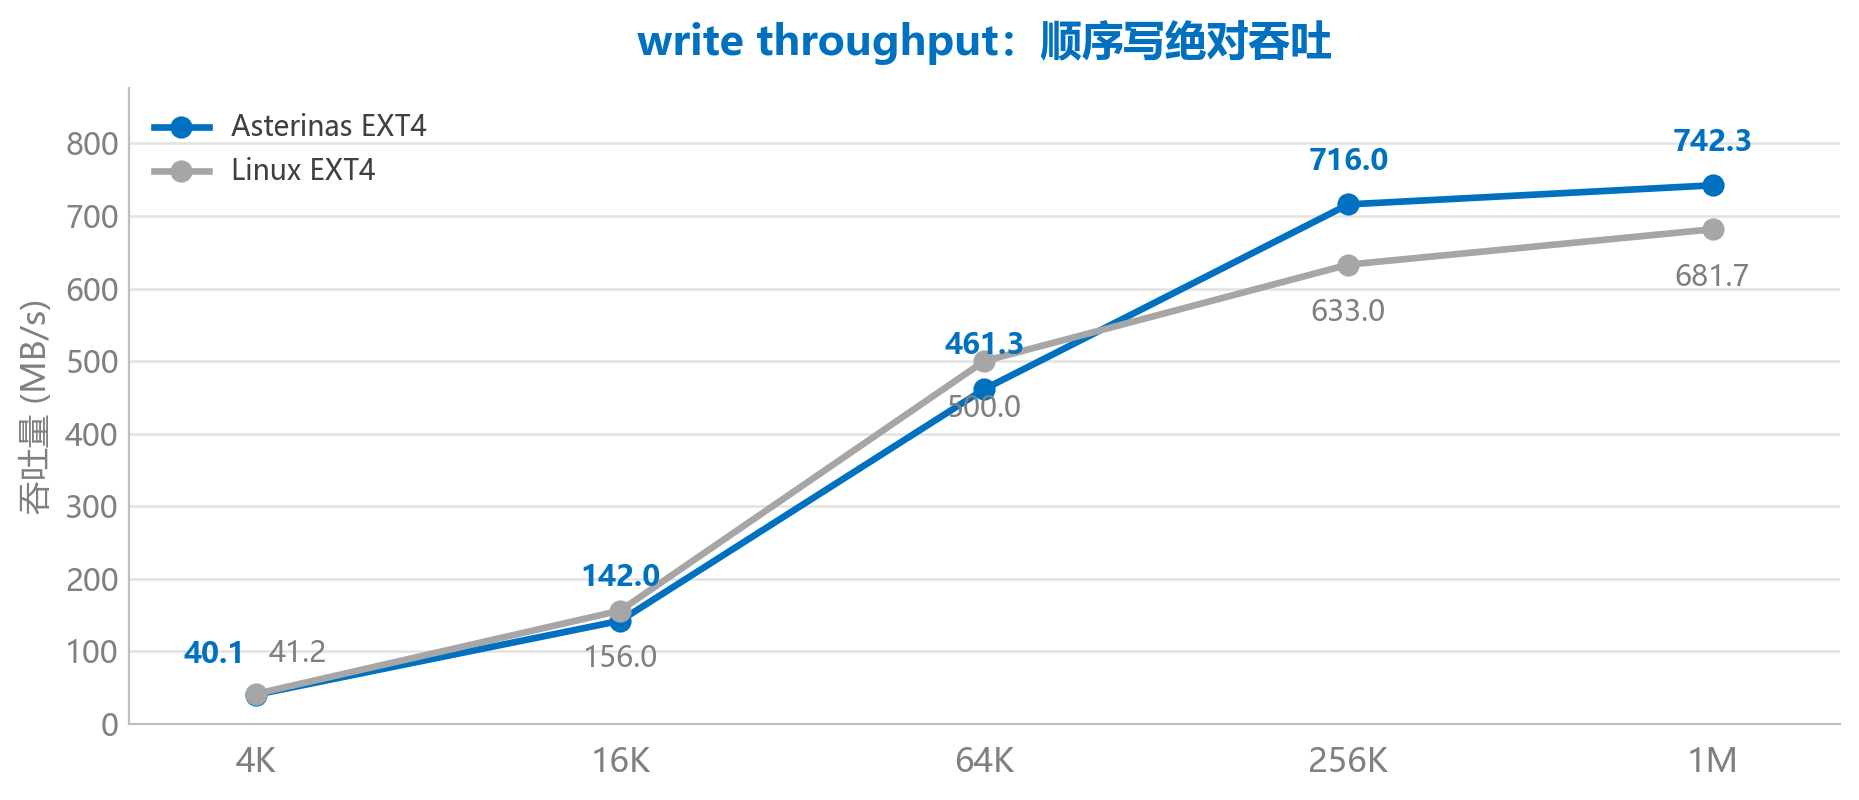 write throughput：顺序写绝对吞吐
Asterinas EXT4
Linux EXT4
吞吐量 (MB/s)
800
700
600
500
400
300
200
100
0
40.1
41.2
142.0
156.0
461.3
500.0
716.0
633.0
742.3
681.7
4K
16K
64K
256K
1M